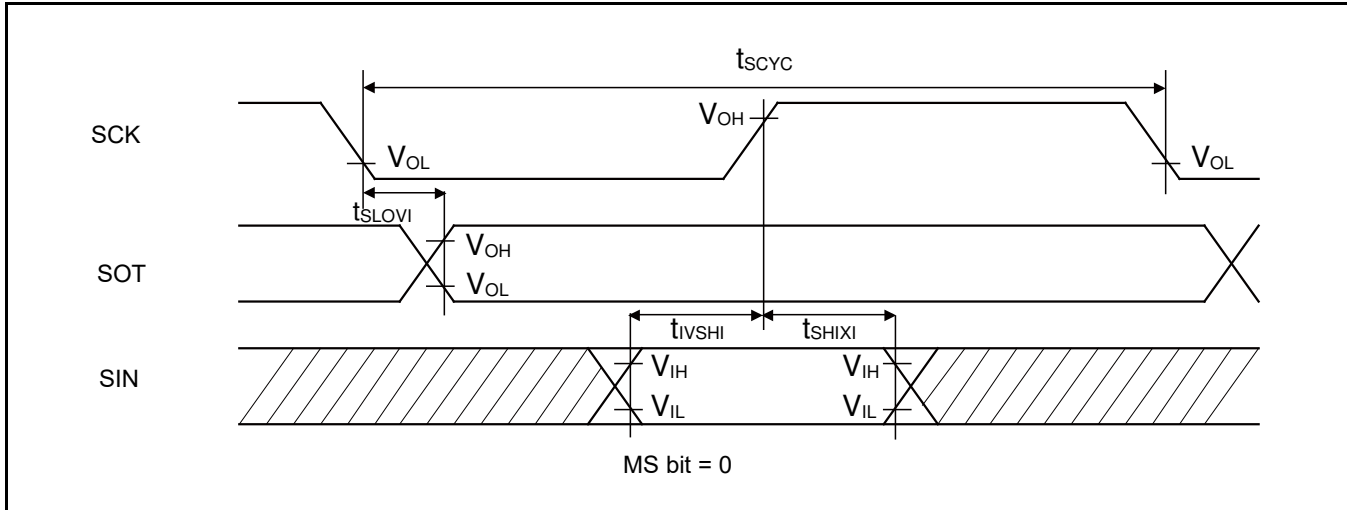 tSCYC
SCK
VOH
VOL
VOL
tSLOVI
SOT
VOH
VOL
tIVSHI
tSHIXI
SIN
VIH
VIH
VIL
VIL
MS bit = 0